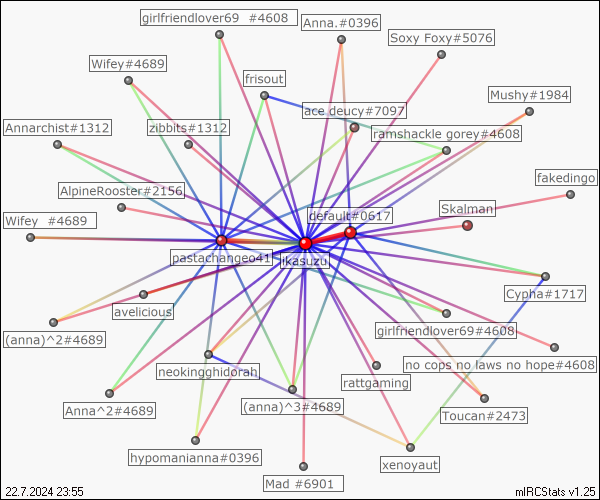 girlfriendlover69 #4608
Anna.#0396
Soxy Foxy#5076
Wifey#4689
frisout
Mushy#1984
ace deucy#7097
Annarchist#1312
zibbits#1312
ramshackle gorey#4608
fakedingo
AlpineRooster#2156
Skalman
default#0617
Wifey #4689
pastachangeo41
ikasuzu
Cypha#1717
avelicious
girlfriendlover69#4608
(anna)^2#4689
no cops no laws no hope#4608
neokingghidorah
rattgaming
Anna^2#4689
(anna)^3#4689
Toucan#2473
hypomanianna#0396
xenoyaut
Mad #6901
22.7.2024 23:55
mIRCStats v1.25